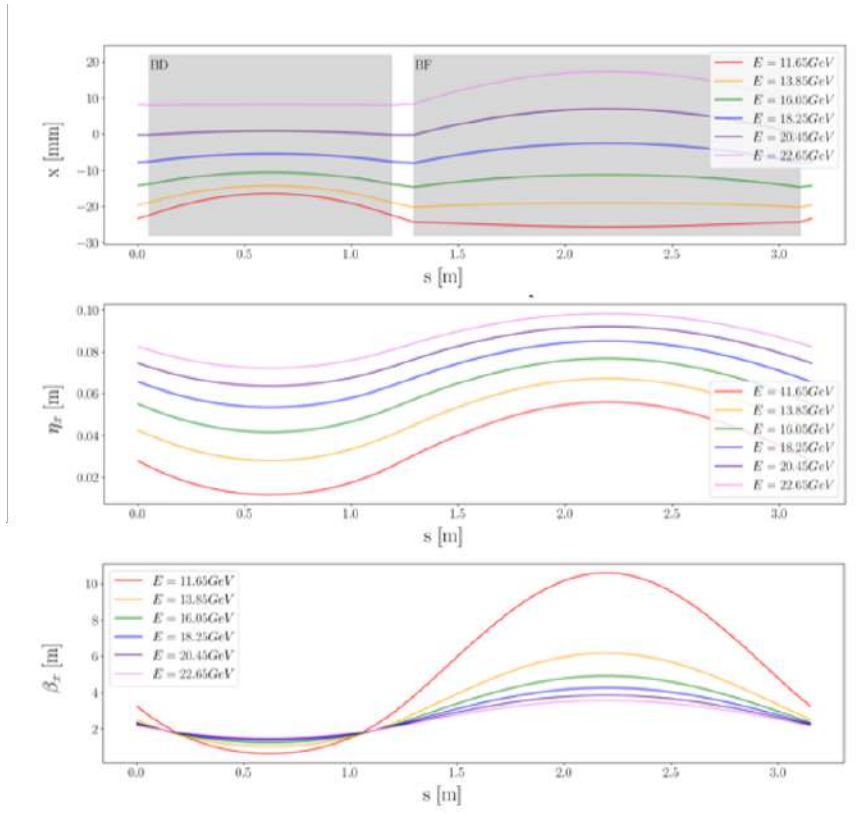 BD
BF
E = 11.65GeV
E = 13.85GeV
E = 16.05GeV
E = 18.25GeV
E = 20.45GeV
E = 22.65GeV
20
10
0
−10
−20
−30
x [mm]
0.0 0.5 1.0 1.5 2.0 2.5 3.0
s [m]
0.10
0.08
0.06
0.04
0.02
ηx [m]
E = 11.65GeV
E = 13.85GeV
E = 16.05GeV
E = 18.25GeV
E = 20.45GeV
E = 22.65GeV
0.0 0.5 1.0 1.5 2.0 2.5 3.0
s [m]
E = 11.65GeV
E = 13.85GeV
E = 16.05GeV
E = 18.25GeV
E = 20.45GeV
E = 22.65GeV
10
8
6
4
2
βx [m]
0.0 0.5 1.0 1.5 2.0 2.5 3.0
s [m]